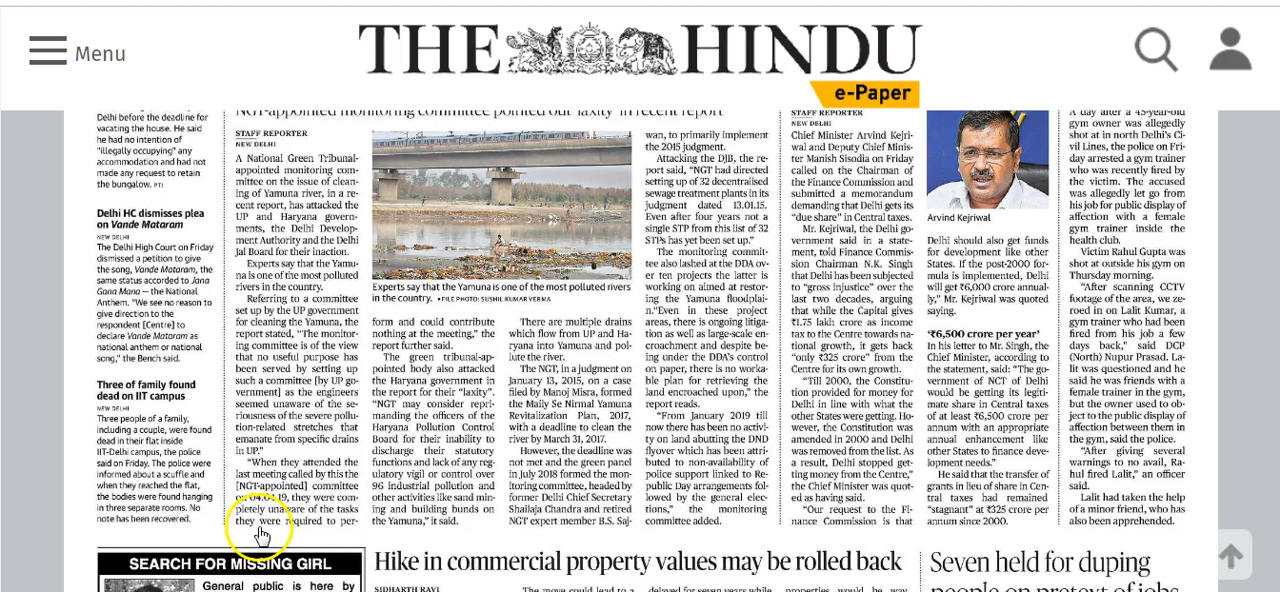 Menu
THE HINDU
e-Paper
Delhi before the deadline for
vacating the house. He said
he had no intention of
"illegally occupying" any
accommodation and had not
made any request to retain
the bungalow. PTI
Delhi HC dismisses plea
on Vande Mataram
NEW DELHI
The Delhi High Court on Friday
dismissed a petition to give
the song, Vande Mataram, the
same status accorded to Jana
Gana Mana — the National
Anthem. "We see no reason to
give direction to the
respondent [Centre] to
declare Vande Mataram as
national anthem or national
song," the Bench said.
Three of family found
dead on IIT campus
NEW DELHI
Three people of a family,
including a couple, were found
dead in their flat inside
IIT-Delhi campus, the police
said on Friday. The police were
informed about a scuffle and
when they reached the flat,
the bodies were found hanging
in three separate rooms. No
note has been recovered.
NGT-appointed monitoring committee pointed out 'laxity' in recent report
STAFF REPORTER
NEW DELHI
A National Green Tribunal-
appointed monitoring com-
mittee on the issue of clean-
ing of Yamuna river, in a re-
cent report, has attacked the
UP and Haryana govern-
ments, the Delhi Develop-
ment Authority and the Delhi
Jal Board for their inaction.
Experts say that the Yamu-
na is one of the most polluted
rivers in the country.
Referring to a committee
set up by the UP government
for cleaning the Yamuna, the
report stated, "The monitor-
ing committee is of the view
that no useful purpose has
been served by setting up
such a committee [by UP go-
vernment] as the engineers
seemed unaware of the se-
riousness of the severe pollu-
tion-related stretches that
emanate from specific drains
in UP."
"When they attended the
last meeting called by this the
[NGT-appointed] committee
on 04.04.19, they were com-
pletely unaware of the tasks
they were required to per-
Experts say that the Yamuna is one of the most polluted rivers
in the country. •FILE PHOTO: SUSHIL KUMAR VERMA
form and could contribute
nothing at the meeting," the
report further said.
The green tribunal-ap-
pointed body also attacked
the Haryana government in
the report for their "laxity".
"NGT may consider repri-
manding the officers of the
Haryana Pollution Control
Board for their inability to
discharge their statutory
functions and lack of any reg-
ulatory vigil or control over
96 industrial pollution and
other activities like sand min-
ing and building bunds on
the Yamuna," it said.
There are multiple drains
which flow from UP and Ha-
ryana into Yamuna and pol-
lute the river.
The NGT, in a judgment on
January 13, 2015, on a case
filed by Manoj Misra, formed
the Maily Se Nirmal Yamuna
Revitalization Plan, 2017,
with a deadline to clean the
river by March 31, 2017.
However, the deadline was
not met and the green panel
in July 2018 formed the mon-
itoring committee, headed by
former Delhi Chief Secretary
Shailaja Chandra and retired
NGT expert member B.S. Saj-
wan, to primarily implement
the 2015 judgment.
Attacking the DJB, the re-
port said, "NGT had directed
setting up of 32 decentralised
sewage treatment plants in its
judgment dated 13.01.15.
Even after four years not a
single STP from this list of 32
STPs has yet been set up."
The monitoring commit-
tee also lashed at the DDA ov-
er ten projects the latter is
working on aimed at restor-
ing the Yamuna floodplai-
n."Even in these project
areas, there is ongoing litiga-
tion as well as large-scale en-
croachment and despite be-
ing under the DDA's control
on paper, there is no worka-
ble plan for retrieving the
land encroached upon," the
report reads.
"From January 2019 till
now there has been no activi-
ty on land abutting the DND
flyover which has been attri-
buted to non-availability of
police support linked to Re-
public Day arrangements fol-
lowed by the general elec-
tions," the monitoring
committee added.
STAFF REPORTER
NEW DELHI
Chief Minister Arvind Kejri-
wal and Deputy Chief Minis-
ter Manish Sisodia on Friday
called on the Chairman of
the Finance Commission and
submitted a memorandum
demanding that Delhi gets its
"due share" in Central taxes.
Mr. Kejriwal, the Delhi go-
vernment said in a state-
ment, told Finance Commis-
sion Chairman N.K. Singh
that Delhi has been subjected
to "gross injustice" over the
last two decades, arguing
that while the Capital gives
₹1.75 lakh crore as income
tax to the Centre towards na-
tional growth, it gets back
"only ₹325 crore" from the
Centre for its own growth.
"Till 2000, the Constitu-
tion provided for money for
Delhi in line with what the
other States were getting. Ho-
wever, the Constitution was
amended in 2000 and Delhi
was removed from the list. As
a result, Delhi stopped get-
ting money from the Centre,"
the Chief Minister was quot-
ed as having said.
"Our request to the Fi-
nance Commission is that
Arvind Kejriwal
Delhi should also get funds
for development like other
States. If the post-2000 for-
mula is implemented, Delhi
will get ₹6,000 crore annual-
ly," Mr. Kejriwal was quoted
saying.
'₹6,500 crore per year'
In his letter to Mr. Singh, the
Chief Minister, according to
the statement, said: "The go-
vernment of NCT of Delhi
would be getting its legiti-
mate share in Central taxes
of at least ₹6,500 crore per
annum with an appropriate
annual enhancement like
other States to finance deve-
lopment needs."
He said that the transfer of
grants in lieu of share in Cen-
tral taxes had remained
"stagnant" at ₹325 crore per
annum since 2000.
A day after a 45-year-old
gym owner was allegedly
shot at in north Delhi's Ci-
vil Lines, the police on Fri-
day arrested a gym trainer
who was recently fired by
the victim. The accused
was allegedly let go from
his job for public display of
affection with a female
gym trainer inside the
health club.
Victim Rahul Gupta was
shot at outside his gym on
Thursday morning.
"After scanning CCTV
footage of the area, we ze-
roed in on Lalit Kumar, a
gym trainer who had been
fired from his job a few
days back," said DCP
(North) Nupur Prasad. La-
lit was questioned and he
said he was friends with a
female trainer in the gym,
but the owner used to ob-
ject to the public display of
affection between them in
the gym, said the police.
"After giving several
warnings to no avail, Ra-
hul fired Lalit," an officer
said.
Lalit had taken the help
of a minor friend, who has
also been apprehended.
SEARCH FOR MISSING GIRL
General public is here by
Hike in commercial property values may be rolled back
SIDHARTH RAVI
The move could lead to a
delayed for seven years while
properties would be way
Seven held for duping
people on pretext of jobs